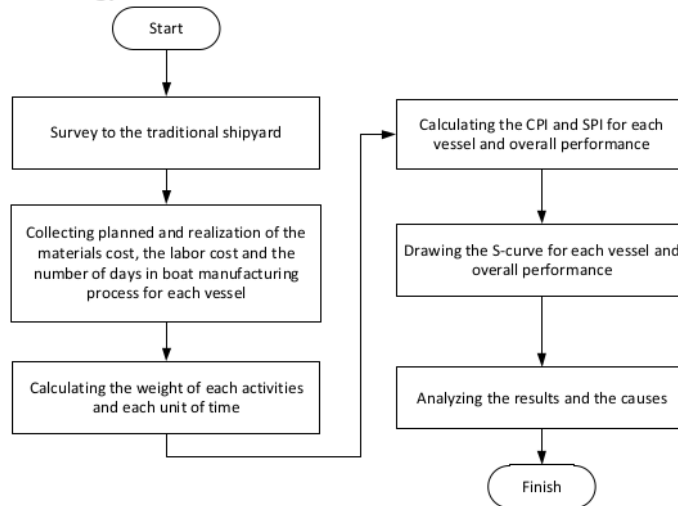 Start
Survey to the traditional shipyard
Collecting planned and realization of the
materials cost, the labor cost and the
number of days in boat manufacturing
process for each vessel
Calculating the weight of each activities
and each unit of time
Calculating the CPI and SPI for each
vessel and overall performance
Drawing the S-curve for each vessel and
overall performance
Analyzing the results and the causes
Finish